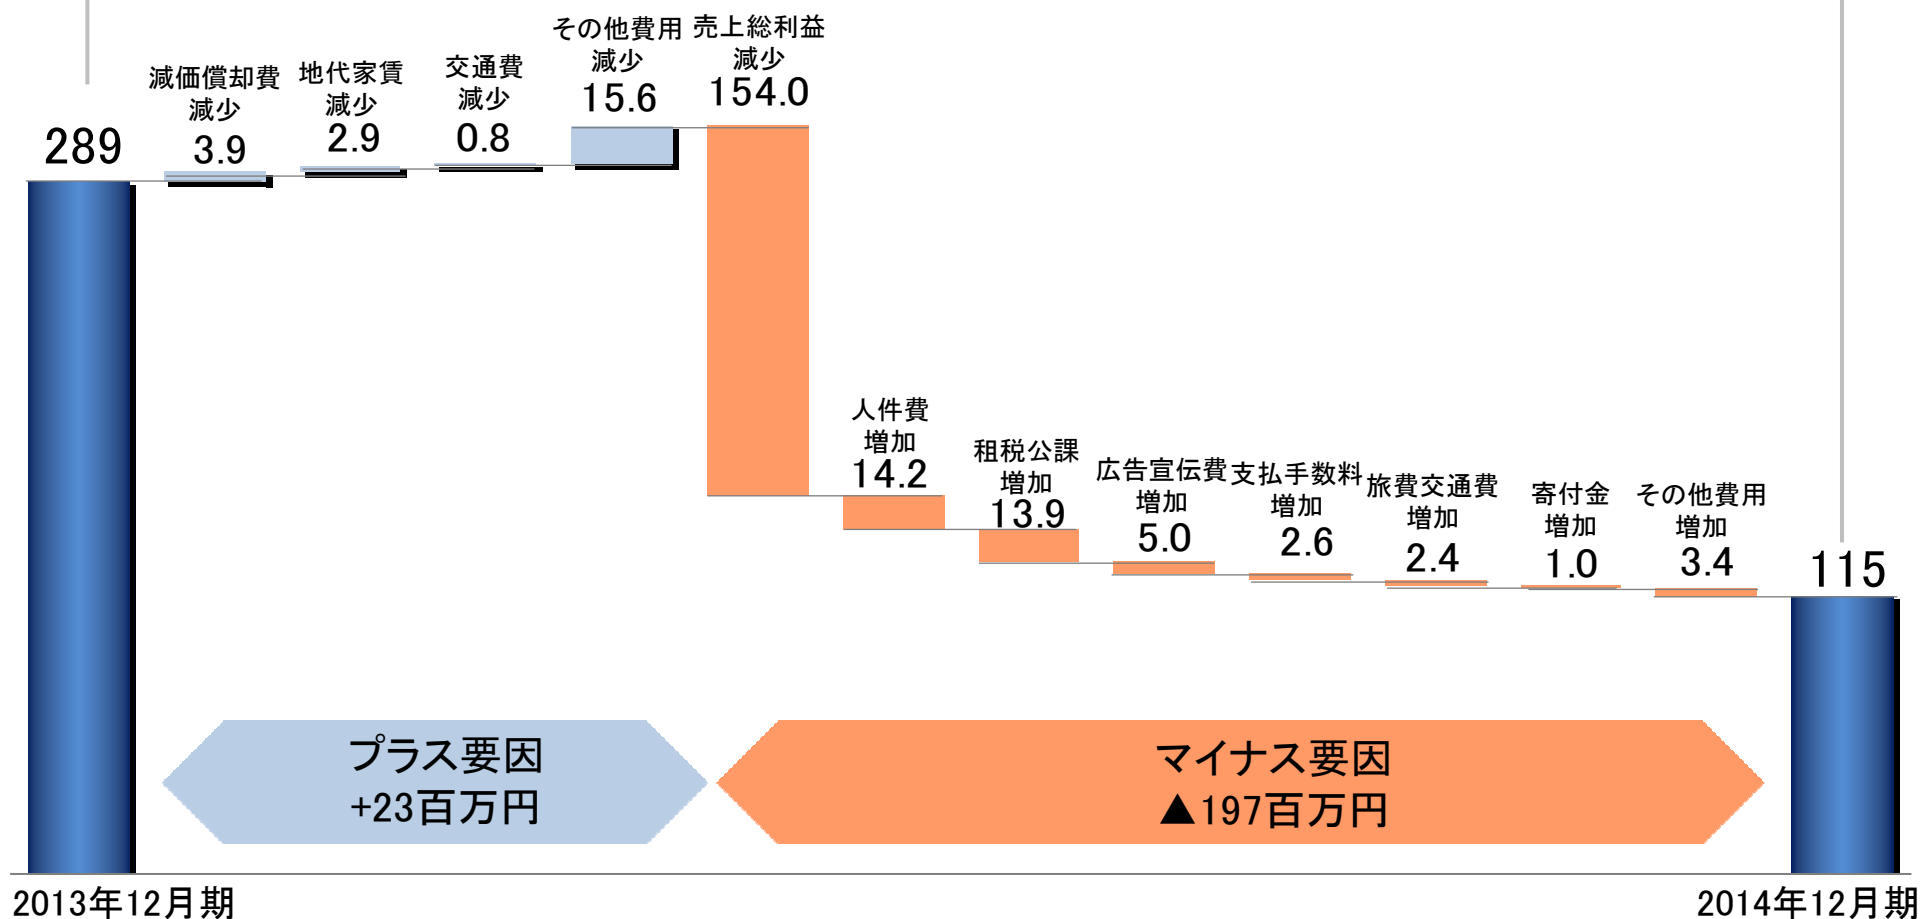 289
減価償却費
減少
3.9
地代家賃
減少
2.9
交通費
減少
0.8
その他費用
減少
15.6
売上総利益
減少
154.0
人件費
増加
14.2
租税公課
増加
13.9
広告宣伝費
増加
5.0
支払手数料
増加
2.6
旅費交通費
増加
2.4
寄付金
増加
1.0
その他費用
増加
3.4
115
プラス要因
+23百万円
マイナス要因
▲197百万円
2013年12月期
2014年12月期